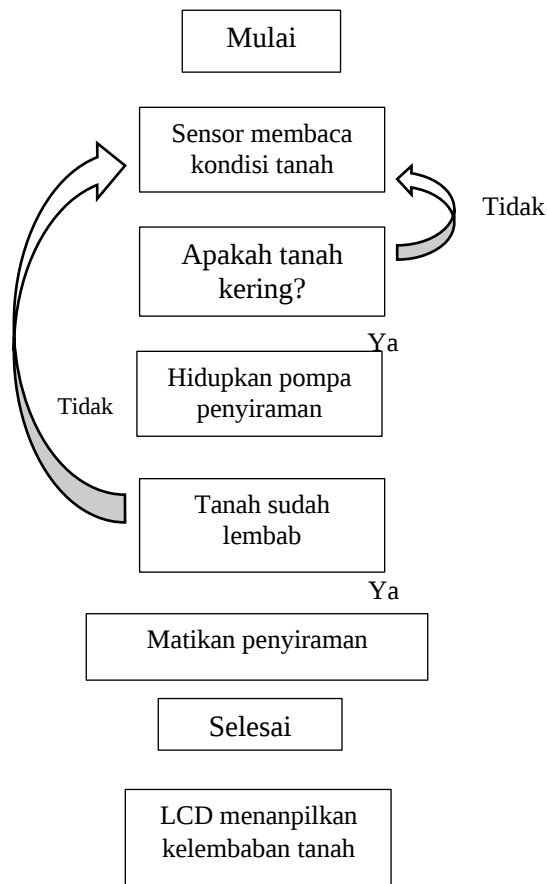 Mulai
Sensor membaca
kondisi tanah
Tidak
Apakah tanah
kering?
Ya
Hidupkan pompa
penyiraman
Tidak
Tanah sudah
lembab
Ya
Matikan penyiraman
Selesai
LCD menanpilkan
kelembaban tanah